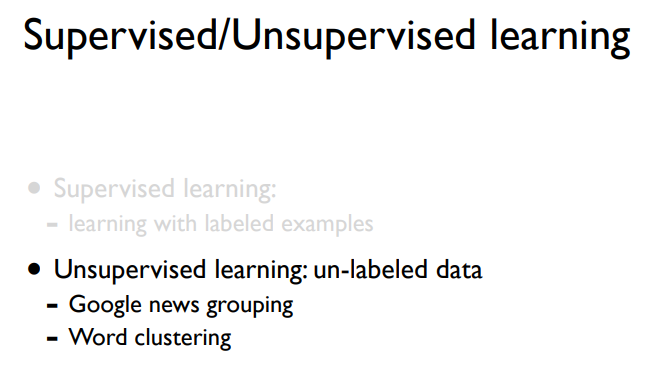 Supervised/Unsupervised learning
• Supervised learning:
- learning with labeled examples
• Unsupervised learning: un-labeled data
- Google news grouping
- Word clustering